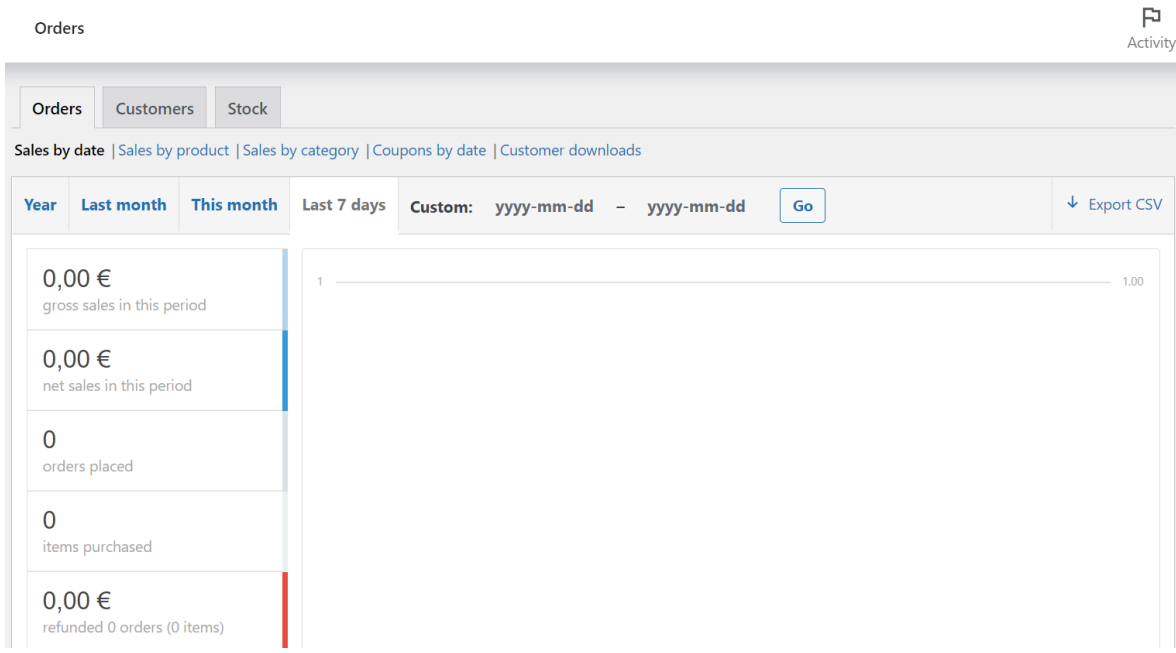 Orders
Activity
Orders Customers Stock
Sales by date | Sales by product | Sales by category | Coupons by date | Customer downloads
Year Last month This month Last 7 days Custom: yyyy-mm-dd – yyyy-mm-dd Go Export CSV
0,00 €
gross sales in this period
1 1.00
0,00 €
net sales in this period
0
orders placed
0
items purchased
0,00 €
refunded 0 orders (0 items)